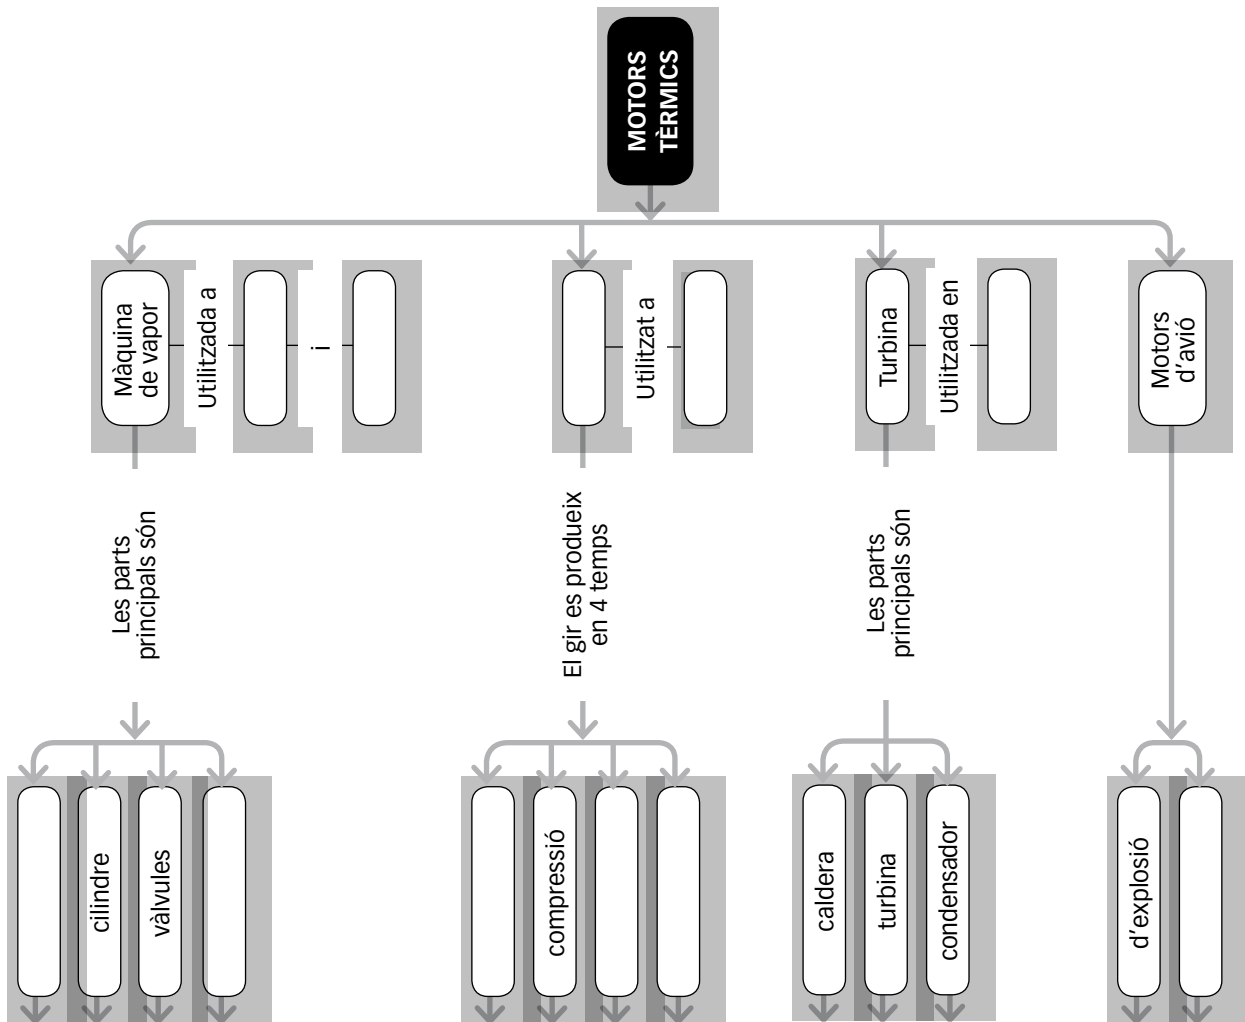 MOTORS
TÈRMICS
Màquina
de vapor
Utilitzada a
i
Utilitzat a
Turbina
Utilitzada en
Motors
d’avió
Les parts
principals són
El gir es produeix
en 4 temps
Les parts
principals són
cilindre
vàlvules
compressió
caldera
turbina
condensador
d’explosió